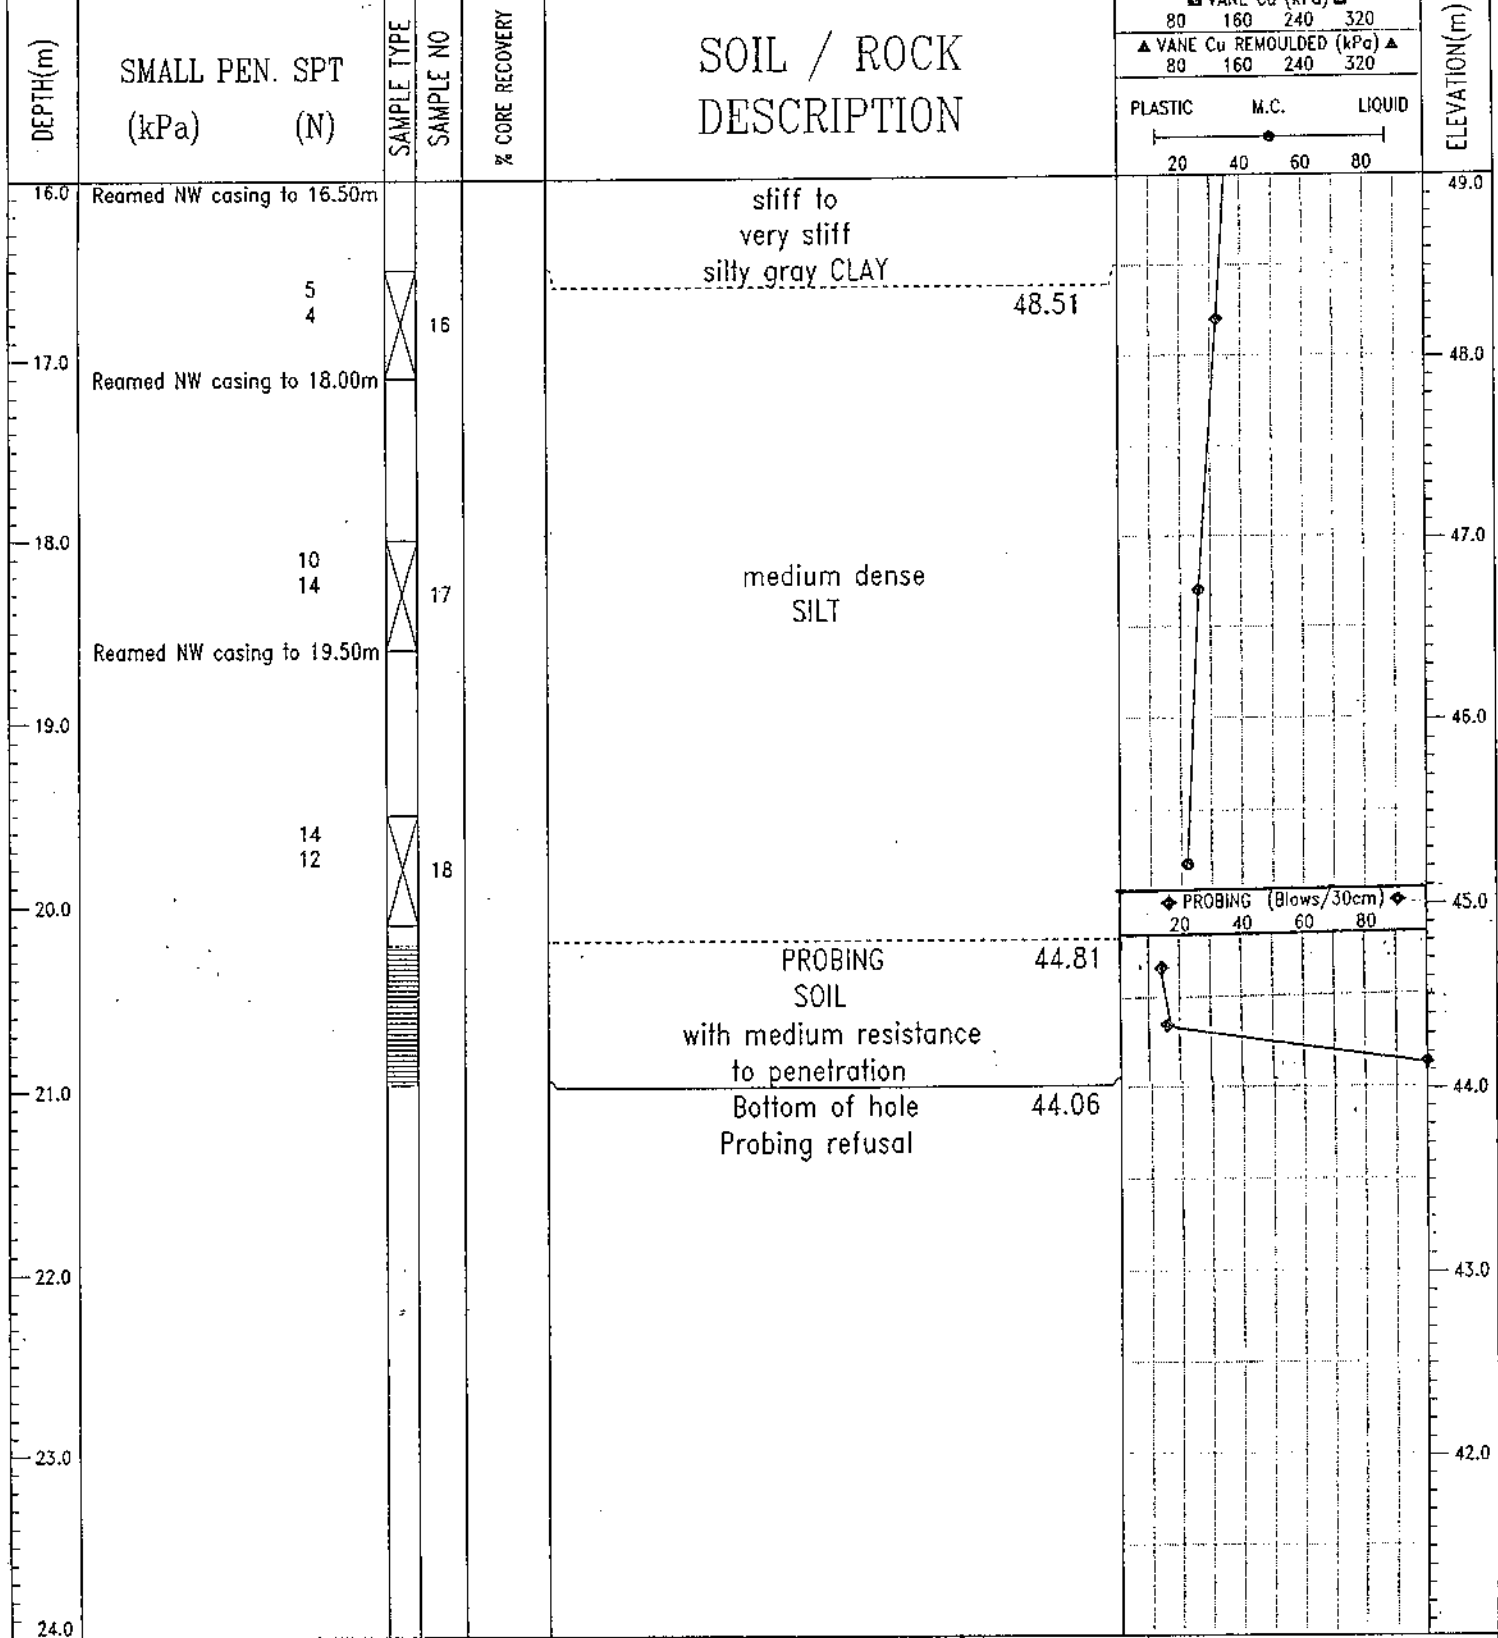 DEPTH(m)
SMALL PEN. SPT
(kPa) (N)
SAMPLE TYPE
SAMPLE NO
% CORE RECOVERY
SOIL / ROCK
DESCRIPTION
VANE Cu (kPa)
80 160 240 320
▲ VANE Cu REMOULDED (kPa) ▲
80 160 240 320
PLASTIC M.C. LIQUID
20 40 60 80
ELEVATION(m)
16.0 Reamed NW casing to 16.50m
stiff to
very stiff
silty gray CLAY
49.0
48.51
5
4
16
17.0
48.0
Reamed NW casing to 18.00m
18.0
47.0
10
14
17
medium dense
SILT
Reamed NW casing to 19.50m
19.0
46.0
14
12
18
20.0
◆ PROBING (Blows/30cm) ◆
45.0
20 40 60 80
PROBING 44.81
SOIL
with medium resistance
to penetration
21.0
44.0
Bottom of hole 44.06
Probing refusal
22.0
43.0
23.0
42.0
24.0